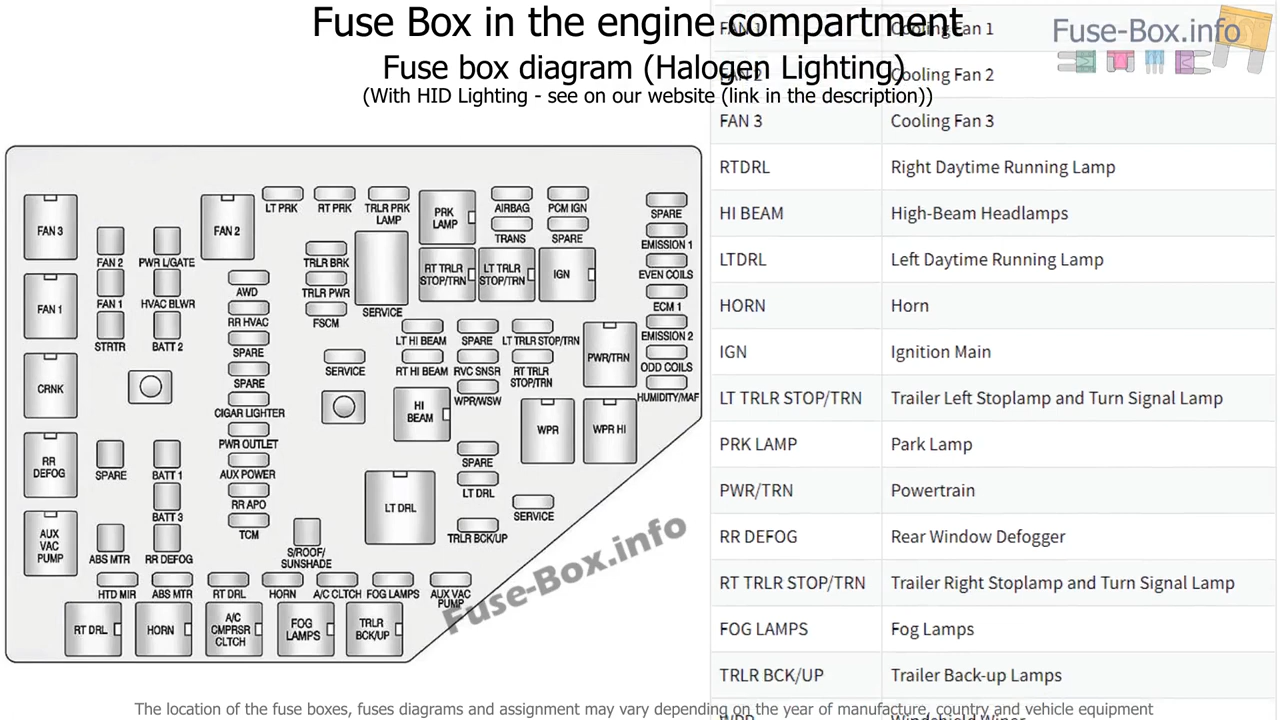 Fuse Box in the engine compartment
Fuse box diagram (Halogen Lighting)
(With HID Lighting - see on our website (link in the description))
Fuse-Box.info
FAN 3
FAN 1
CRNK
RR
DEFOG
AUX
VAC
PUMP
FAN 2
FAN 2
PWR L/GATE
FAN 1
HVAC BLWR
STRTR
BATT 2
SPARE
BATT 1
BATT 3
ABS MTR
RR DEFOG
AWD
RR HVAC
SPARE
SPARE
CIGAR LIGHTER
PWR OUTLET
AUX POWER
RR APO
TCM
LT PRK
RT PRK
TRLR PRK
LAMP
TRLR BRK
TRLR PWR
FSCM
SERVICE
SERVICE
PRK
LAMP
RT TRLR
STOP/TRN
LT TRLR
STOP/TRN
IGN
AIRBAG
PCM IGN
TRANS
SPARE
SPARE
EMISSION 1
EVEN COILS
ECM 1
EMISSION 2
ODD COILS
HUMIDITY/MAF
LT HI BEAM
SPARE
LT TRLR STOP/TRN
RT HI BEAM
RVC SNSR
RT TRLR
STOP/TRN
WPR/WSW
PWR/TRN
HI
BEAM
WPR
WPR HI
SPARE
LT DRL
LT DRL
SERVICE
TRLR BCK/UP
S/ROOF/
SUNSHADE
HTD MIR
ABS MTR
RT DRL
HORN
A/C CLTCH
FOG LAMPS
AUX VAC
PUMP
RT DRL
HORN
A/C
CMPRSR
CLTCH
FOG
LAMPS
TRLR
BCK/UP
Fuse-Box.info
FAN 1 Cooling Fan 1
FAN 2 Cooling Fan 2
FAN 3 Cooling Fan 3
RTDRL Right Daytime Running Lamp
HI BEAM High-Beam Headlamps
LTDRL Left Daytime Running Lamp
HORN Horn
IGN Ignition Main
LT TRLR STOP/TRN Trailer Left Stoplamp and Turn Signal Lamp
PRK LAMP Park Lamp
PWR/TRN Powertrain
RR DEFOG Rear Window Defogger
RT TRLR STOP/TRN Trailer Right Stoplamp and Turn Signal Lamp
FOG LAMPS Fog Lamps
TRLR BCK/UP Trailer Back-up Lamps
WPR Windshield Wiper
The location of the fuse boxes, fuses diagrams and assignment may vary depending on the year of manufacture, country and vehicle equipment